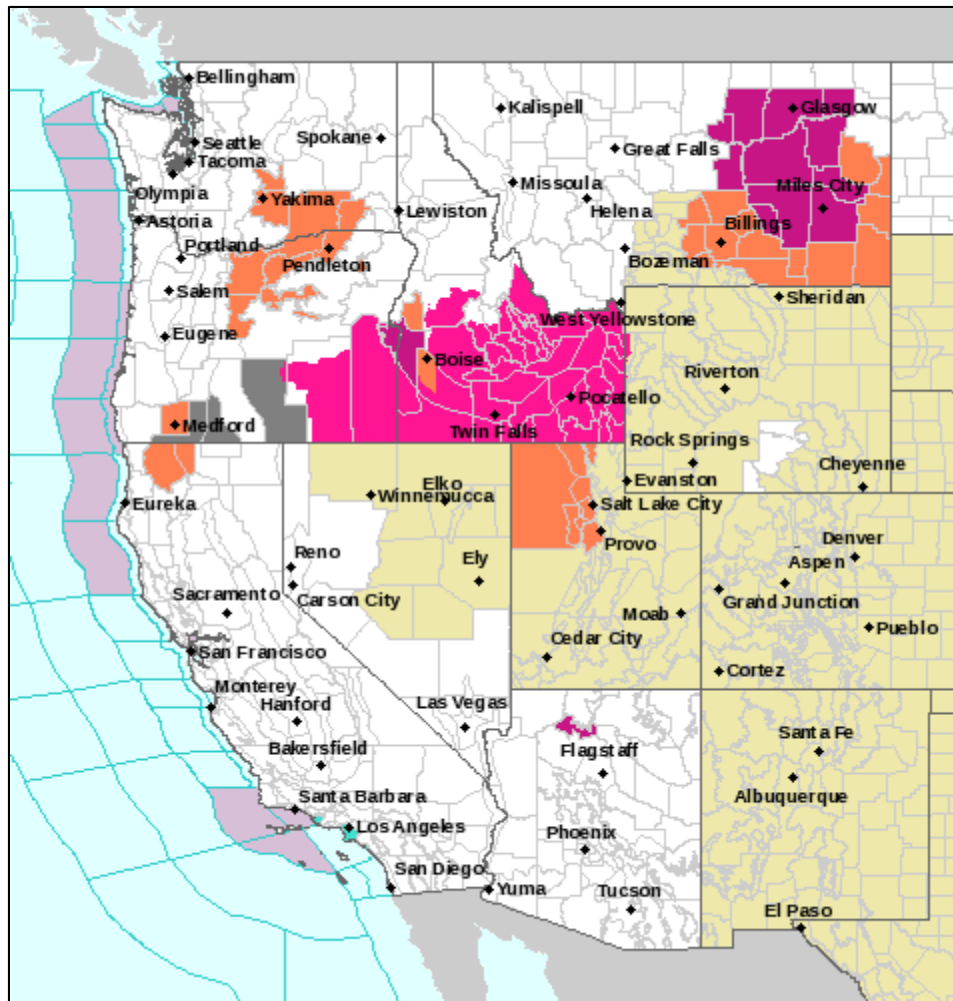 Bellingham
Kalispell
Glasgow
Seattle
Spokane
Great Falls
Tacoma
Missoula
Miles City
Olympia
Yakima
Helena
Astoria
Lewiston
Billings
Portland
Pendleton
Bozeman
Salem
Sheridan
West Yellowstone
Eugene
Boise
Riverton
Pocatello
Medford
Twin Falls
Rock Springs
Cheyenne
Elko
Evanston
Winnemucca
Eureka
Salt Lake City
Provo
Denver
Reno
Ely
Aspen
Sacramento
Carson City
Grand Junction
Moab
Pueblo
San Francisco
Cedar City
Cortez
Monterey
Hanford
Las Vegas
Santa Fe
Bakersfield
Flagstaff
Albuquerque
Santa Barbara
Los Angeles
Phoenix
San Diego
Yuma
Tucson
El Paso